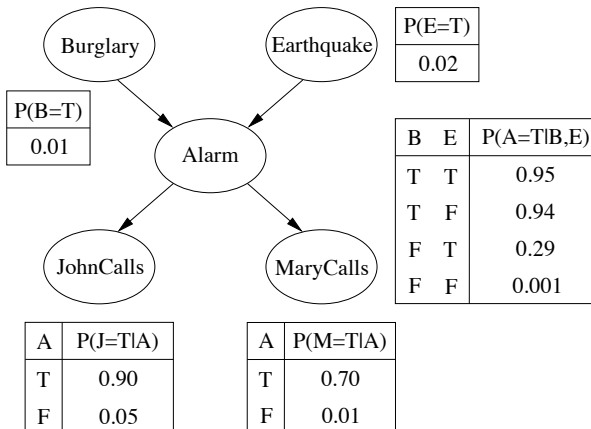 Burglary
Earthquake
P(E=T)
0.02
P(B=T)
0.01
Alarm
B E P(A=T|B,E)
T T 0.95
T F 0.94
F T 0.29
F F 0.001
JohnCalls
MaryCalls
A P(J=T|A)
T 0.90
F 0.05
A P(M=T|A)
T 0.70
F 0.01